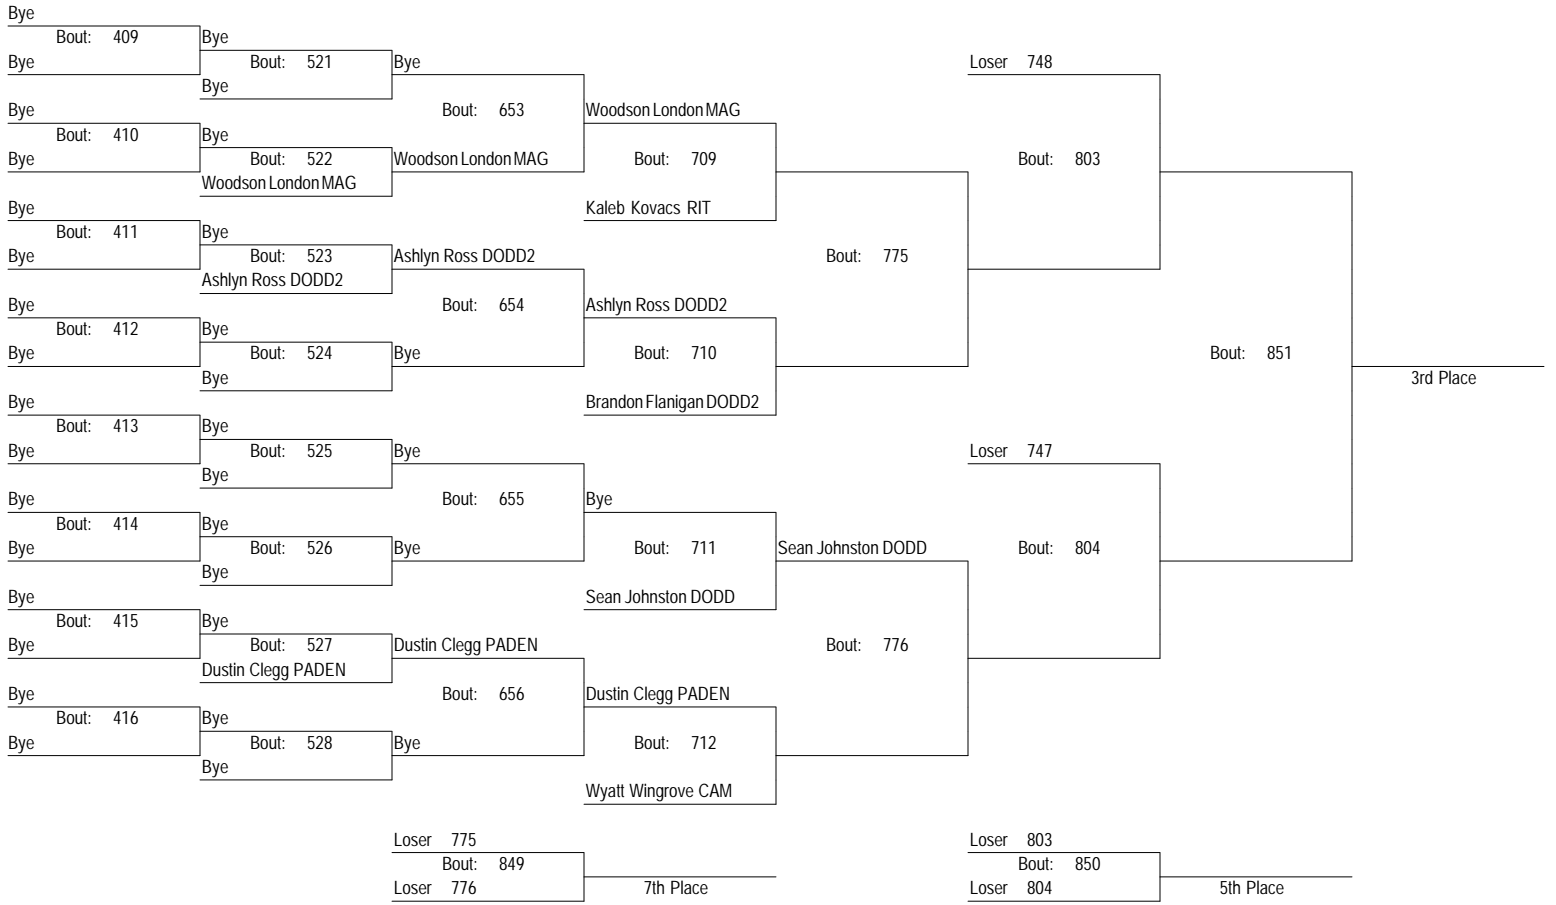 Bye
Bout: 409 Bye
Bye Bout: 521 Bye Loser 748
Bye
Bye Bout: 653 Woodson London MAG
Bout: 410 Bye
Bye Bout: 522 Woodson London MAG Bout: 709 Bout: 803
Woodson London MAG
Bye Kaleb Kovacs RIT
Bout: 411 Bye
Bye Bout: 523 Ashlyn Ross DODD2 Bout: 775
Ashlyn Ross DODD2
Bye Bout: 654 Ashlyn Ross DODD2
Bout: 412 Bye
Bye Bout: 524 Bye Bout: 710 Bout: 851
Bye 3rd Place
Bye Brandon Flanigan DODD2
Bout: 413 Bye
Bye Bout: 525 Bye Loser 747
Bye
Bye Bout: 655 Bye
Bout: 414 Bye
Bye Bout: 526 Bye Bout: 711 Sean Johnston DODD Bout: 804
Bye
Bye Sean Johnston DODD
Bout: 415 Bye
Bye Bout: 527 Dustin Clegg PADEN Bout: 776
Dustin Clegg PADEN
Bye Bout: 656 Dustin Clegg PADEN
Bout: 416 Bye
Bye Bout: 528 Bye Bout: 712
Bye
Wyatt Wingrove CAM
Loser 775 Loser 803
Bout: 849 Bout: 850
Loser 776 7th Place Loser 804 5th Place